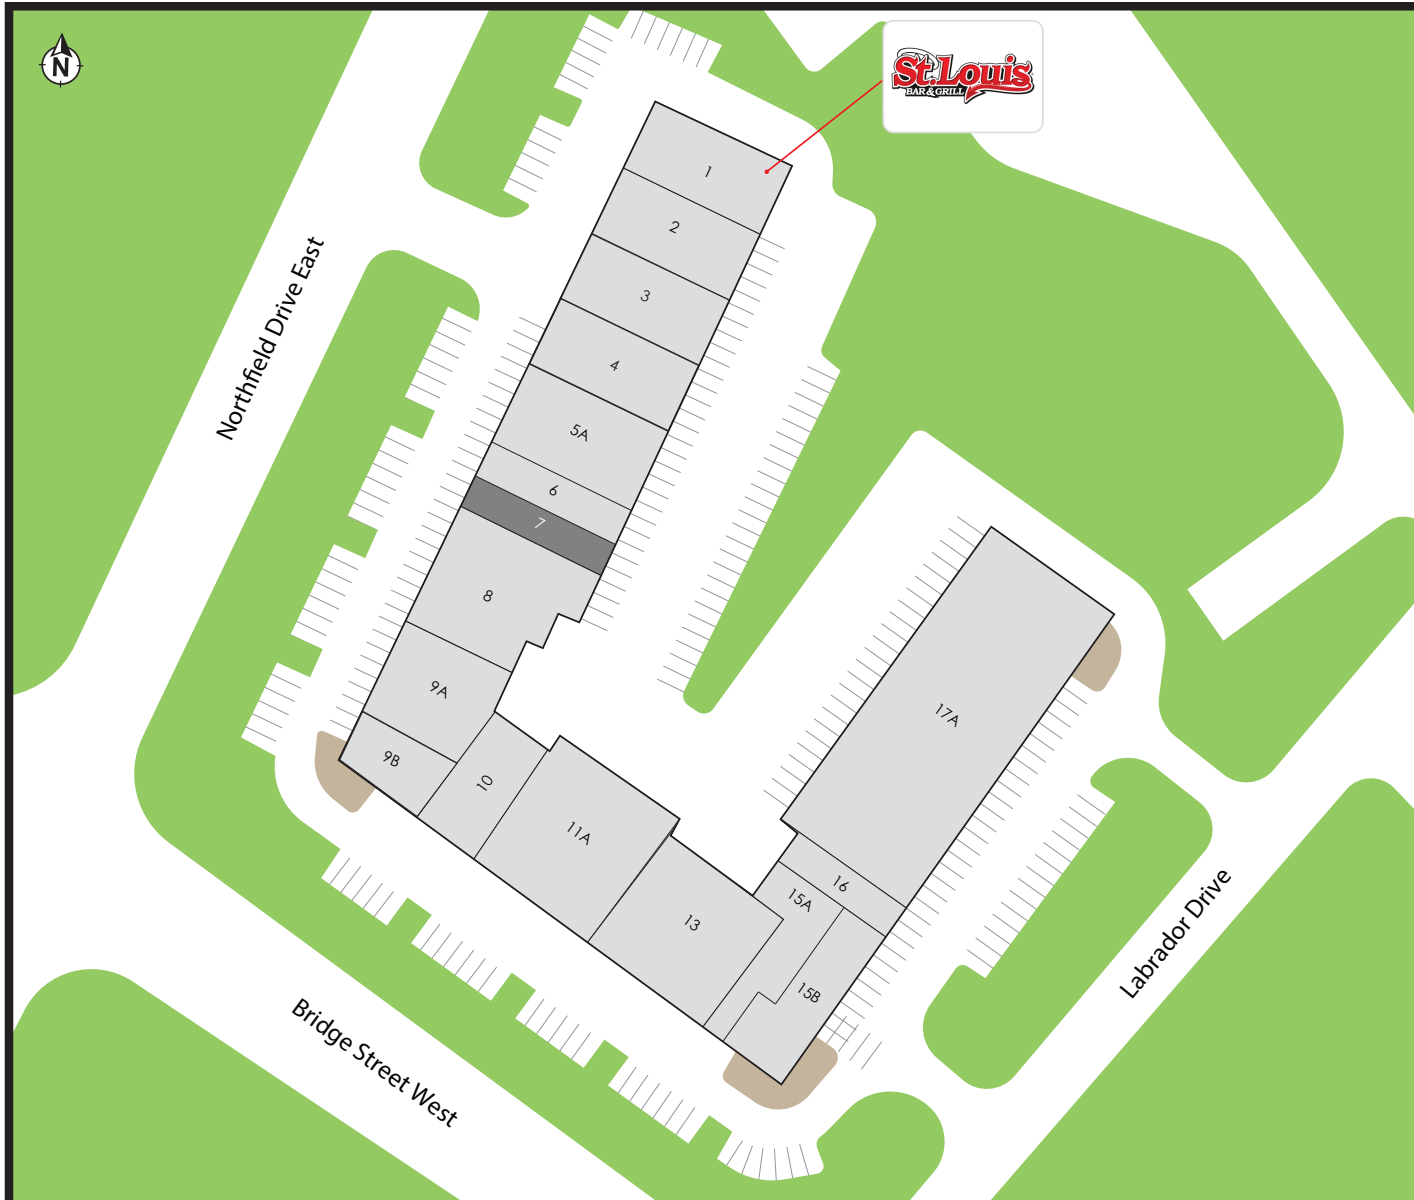 N
St.Louis
BAR & GRILL
1
2
3
4
5A
6
7
8
9A
9B
10
11A
13
15A
15B
16
17A
Northfield Drive East
Bridge Street West
Labrador Drive